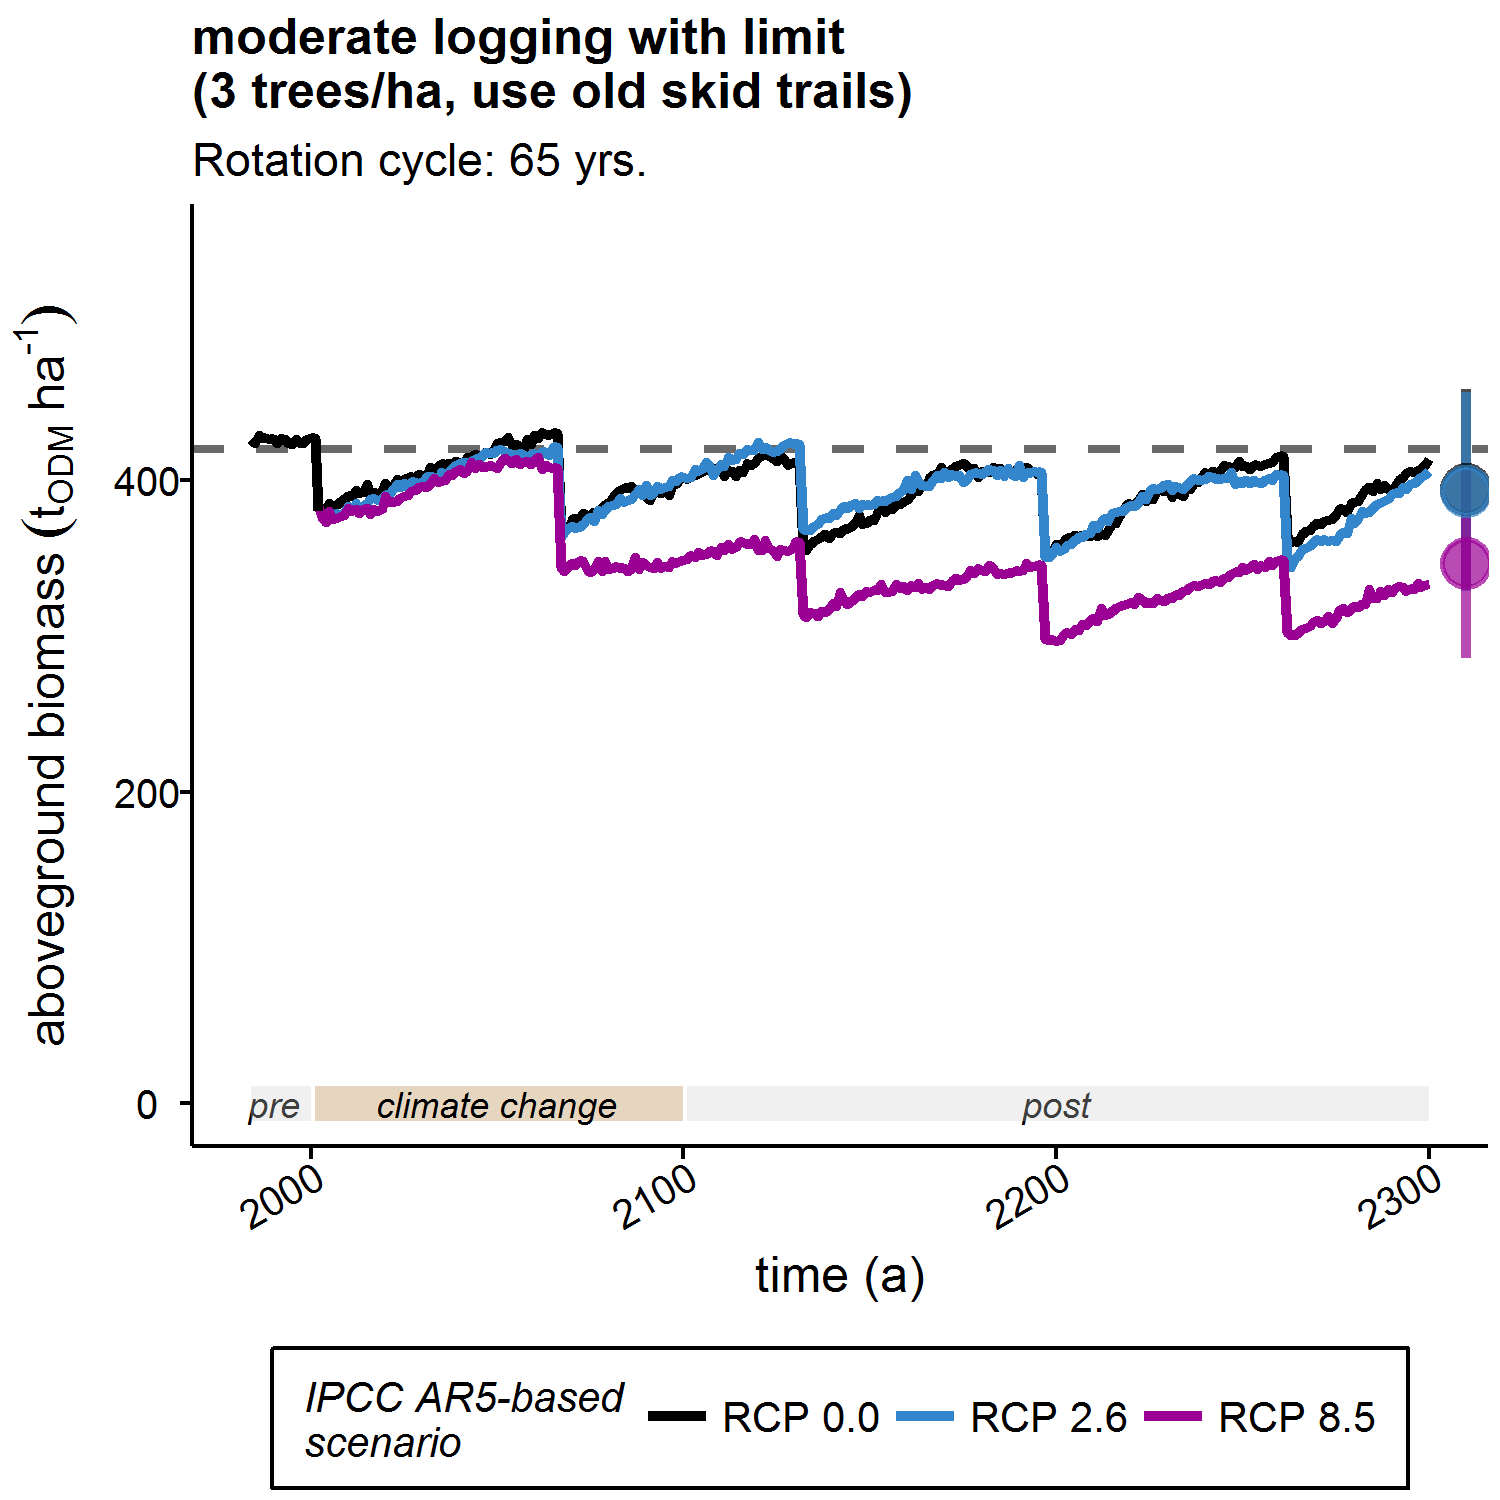 moderate logging with limit
(3 trees/ha, use old skid trails)
Rotation cycle: 65 yrs.
aboveground biomass (tODM ha-1)
400
200
0
pre
climate change
post
2000
2100
2200
2300
time (a)
IPCC AR5-based
scenario
RCP 0.0
RCP 2.6
RCP 8.5